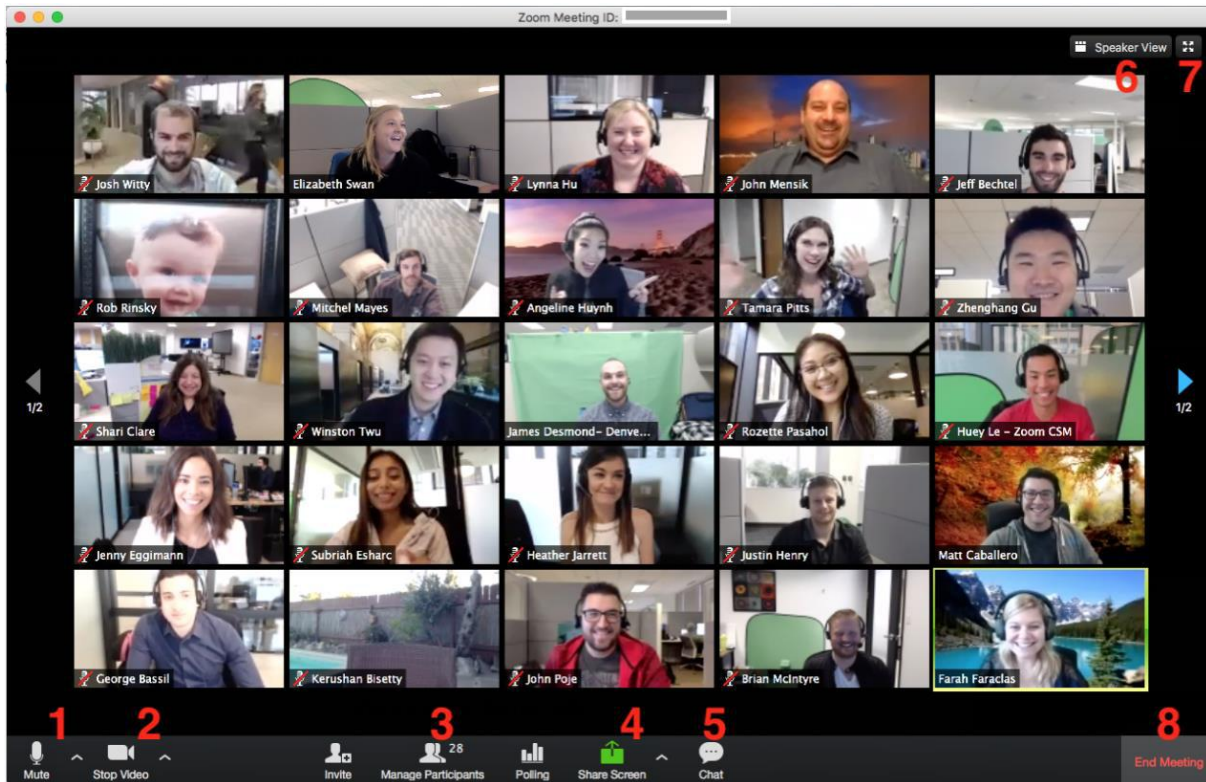 Zoom Meeting ID:
Speaker View
6 7
Josh Witty
Elizabeth Swan
Lynna Hu
John Mensik
Jeff Bechtel
Rob Rinsky
Mitchel Mayes
Angeline Huynh
Tamara Pitts
Zhenghang Gu
1/2
Shari Clare
Winston Twu
James Desmond- Denve...
Rozette Pasahol
Huey Le - Zoom CSM
1/2
Jenny Eggimann
Subriah Esharc
Heather Jarrett
Justin Henry
Matt Caballero
George Bassil
Kerushan Bisetty
John Poje
Brian McIntyre
Farah Faraclas
1 2 3 4 5 8
28
Mute
Stop Video
Invite
Manage Participants
Polling
Share Screen
Chat
End Meeting